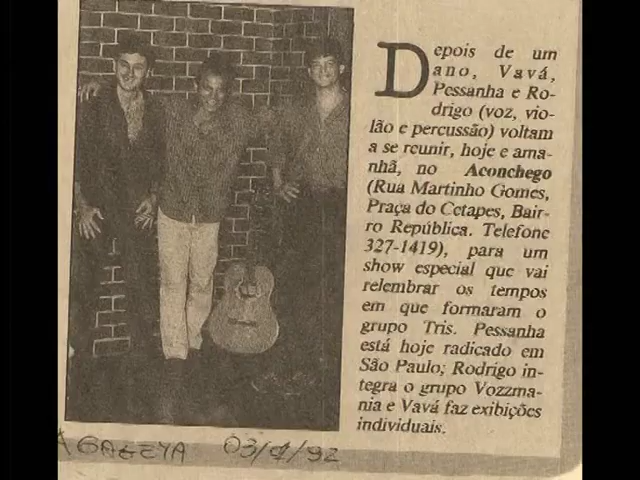 Depois de um
ano, Vavá,
Pessanha e Ro-
drigo (voz, vio-
lão e percussão) voltam
a se reunir, hoje e ama-
nhã, no Aconchego
(Rua Martinho Gomes,
Praça do Cetapes, Bair-
ro República. Telefone
327-1419), para um
show especial que vai
relembrar os tempos
em que formaram o
grupo Tris. Pessanha
está hoje radicado em
São Paulo; Rodrigo in-
tegra o grupo Vozzma-
nia e Vavá faz exibições
individuais.
A GAZEYA 03/4/92